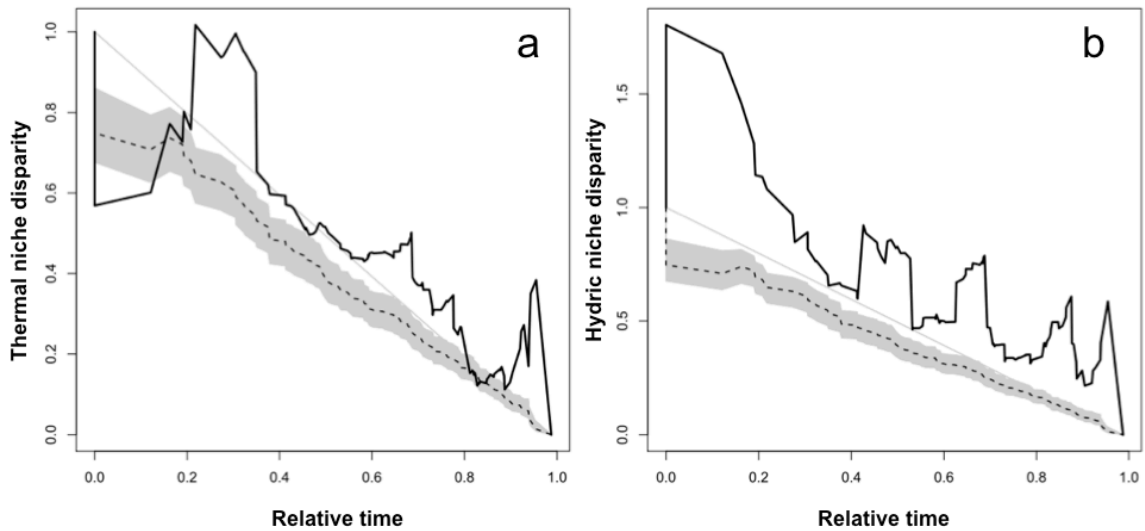 a
Thermal niche disparity
1.0
0.8
0.6
0.4
0.2
0.0
0.0 0.2 0.4 0.6 0.8 1.0
Relative time
b
Hydric niche disparity
1.5
1.0
0.5
0.0
0.0 0.2 0.4 0.6 0.8 1.0
Relative time